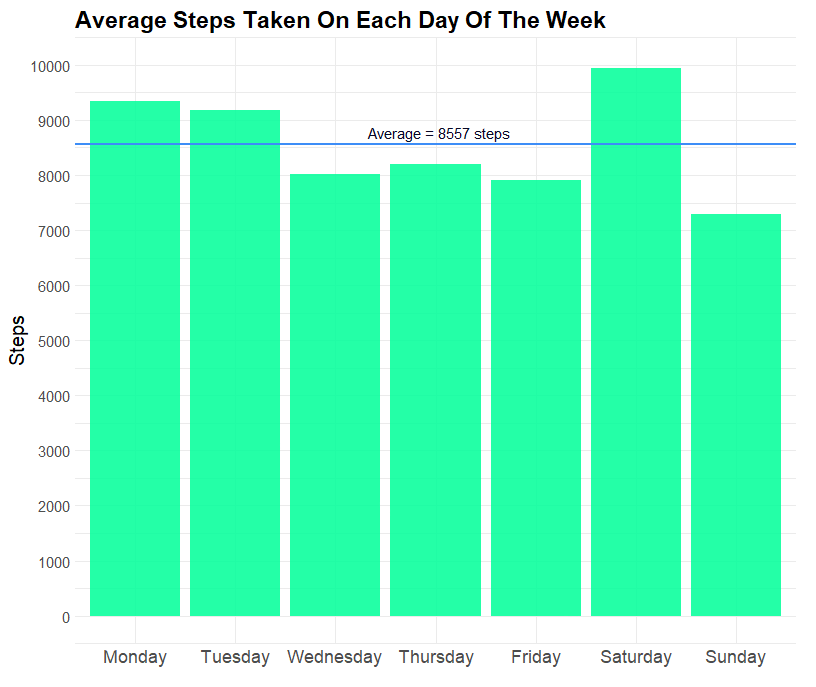 Average Steps Taken On Each Day Of The Week
10000
9000
8000
7000
6000
5000
4000
3000
2000
1000
0
Steps
Average = 8557 steps
Monday Tuesday Wednesday Thursday Friday Saturday Sunday